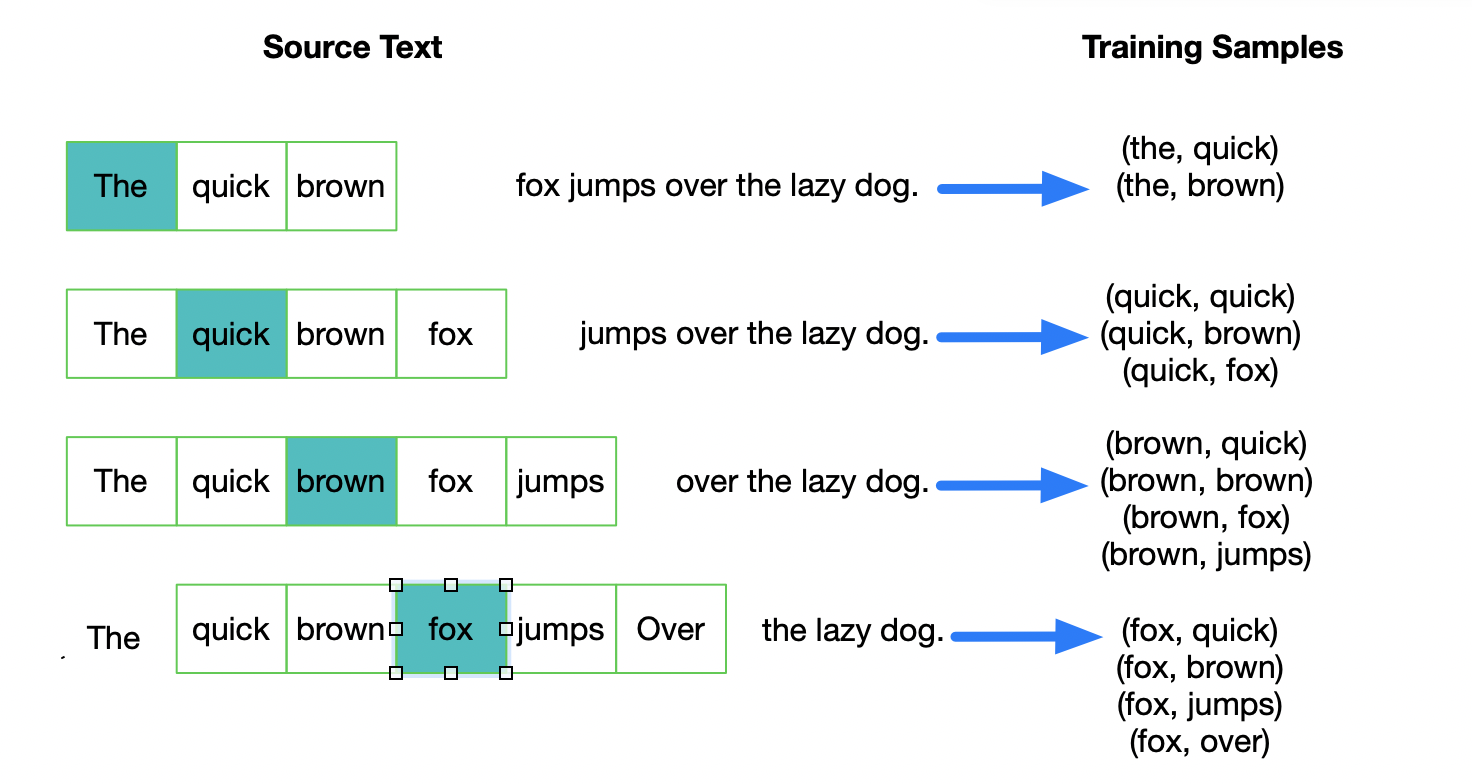 Source Text Training Samples
The quick brown fox jumps over the lazy dog. (the, quick)
(the, brown)
The quick brown fox jumps over the lazy dog. (quick, quick)
(quick, brown)
(quick, fox)
The quick brown fox jumps over the lazy dog. (brown, quick)
(brown, brown)
(brown, fox)
(brown, jumps)
The quick brown fox jumps Over the lazy dog. (fox, quick)
(fox, brown)
(fox, jumps)
(fox, over)